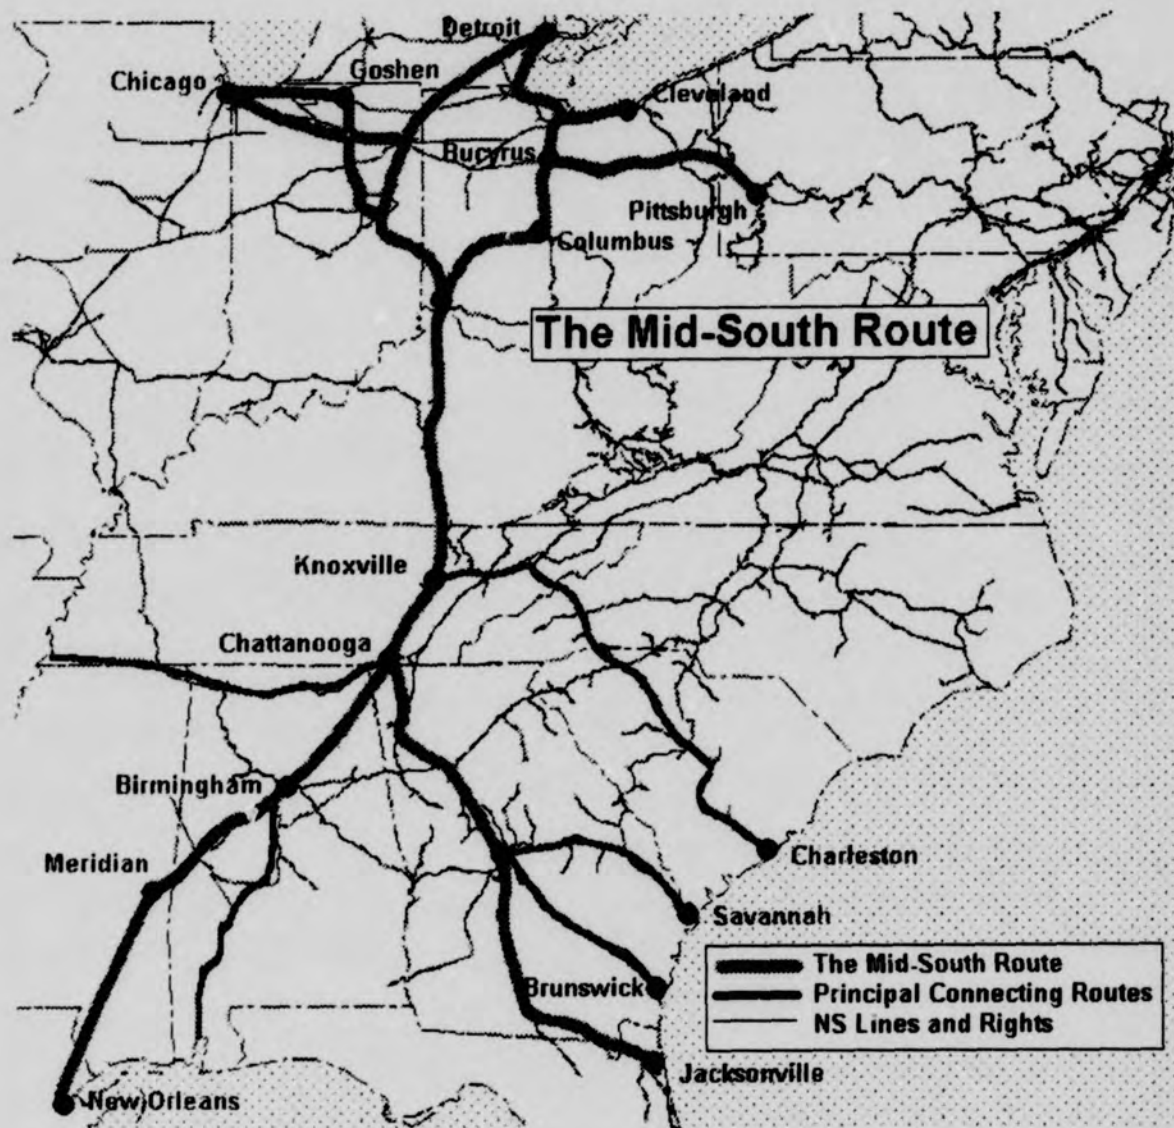 Detroit
Goshen
Chicago
Cleveland
Bucyrus
Pittsburgh
Columbus
The Mid-South Route
Knoxville
Chattanooga
Birmingham
Meridian
Charleston
Savannah
The Mid-South Route
Principal Connecting Routes
NS Lines and Rights
Brunswick
Jacksonville
New Orleans